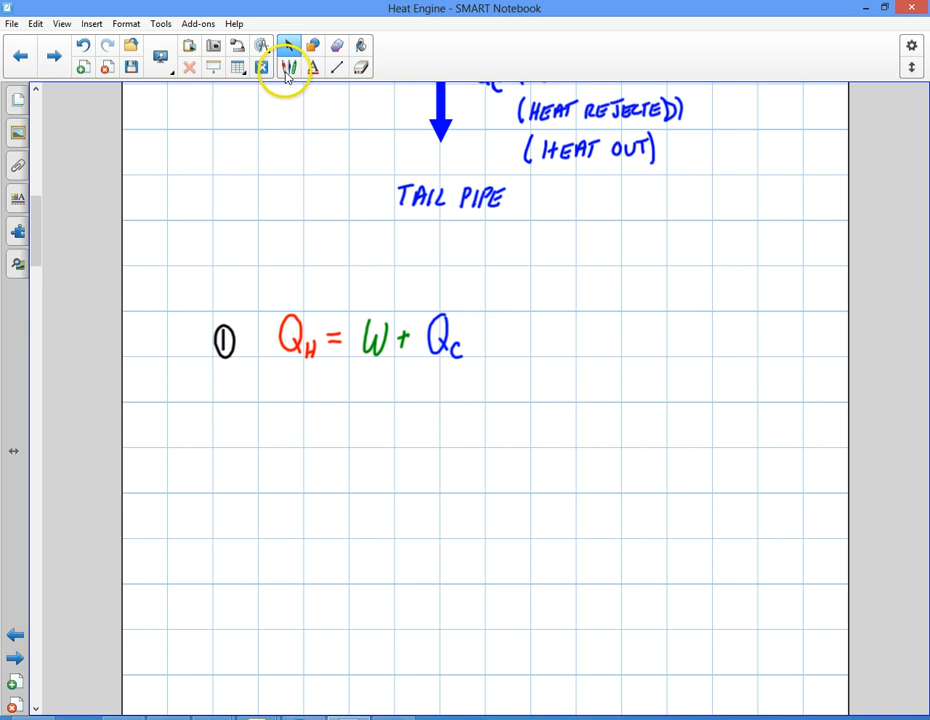 Heat Engine - SMART Notebook
File Edit View Insert Format Tools Add-ons Help
(HEAT REJECTED)
(HEAT OUT)
TAIL PIPE
① Q_H = W + Q_C